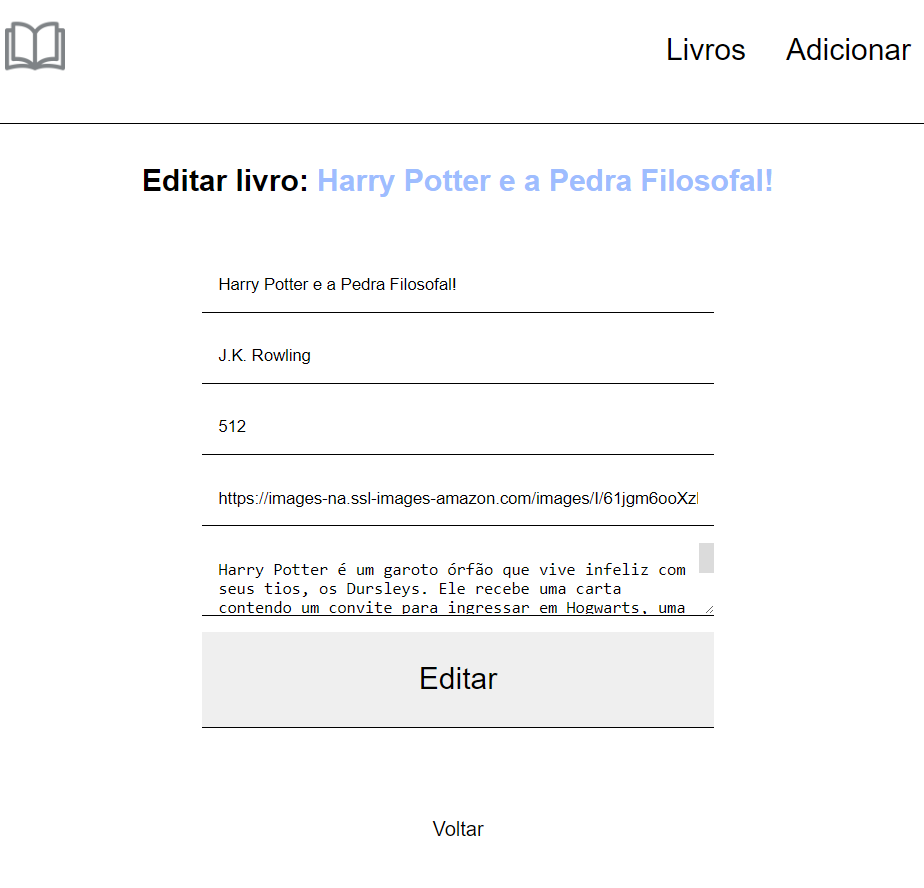 Livros Adicionar
Editar livro: Harry Potter e a Pedra Filosofal!
Harry Potter e a Pedra Filosofal!
J.K. Rowling
512
https://images-na.ssl-images-amazon.com/images/I/61jgm6ooXz
Harry Potter é um garoto órfão que vive infeliz com
seus tios, os Dursleys. Ele recebe uma carta
contendo um convite para ingressar em Hogwarts, uma
Editar
Voltar